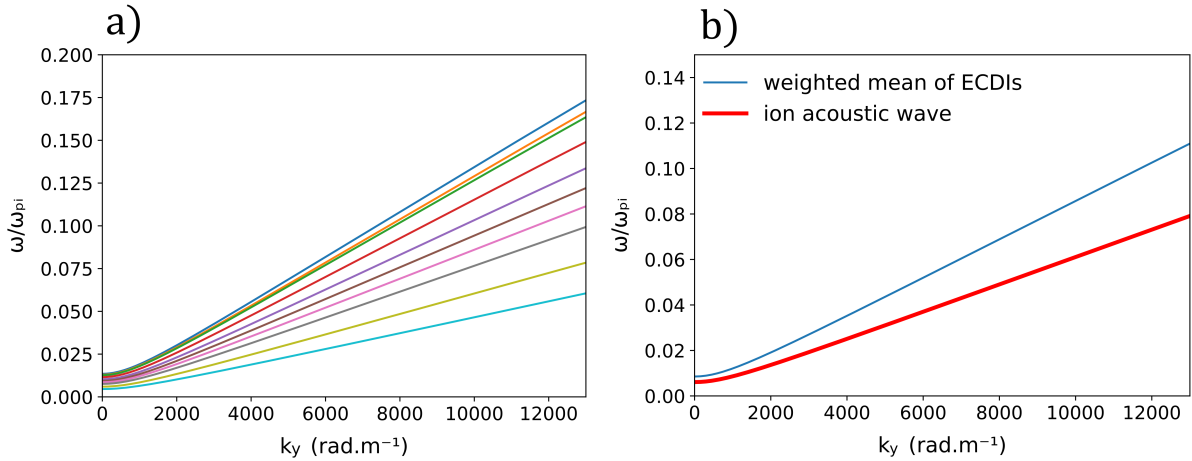 a)
0.200
0.175
0.150
0.125
0.100
0.075
0.050
0.025
0.000
0 2000 4000 6000 8000 10000 12000
ω/ωₚᵢ
kᵧ (rad.m⁻¹)
b)
0.14
0.12
0.10
0.08
0.06
0.04
0.02
0.00
0 2000 4000 6000 8000 10000 12000
ω/ωₚᵢ
kᵧ (rad.m⁻¹)
weighted mean of ECDIs
ion acoustic wave